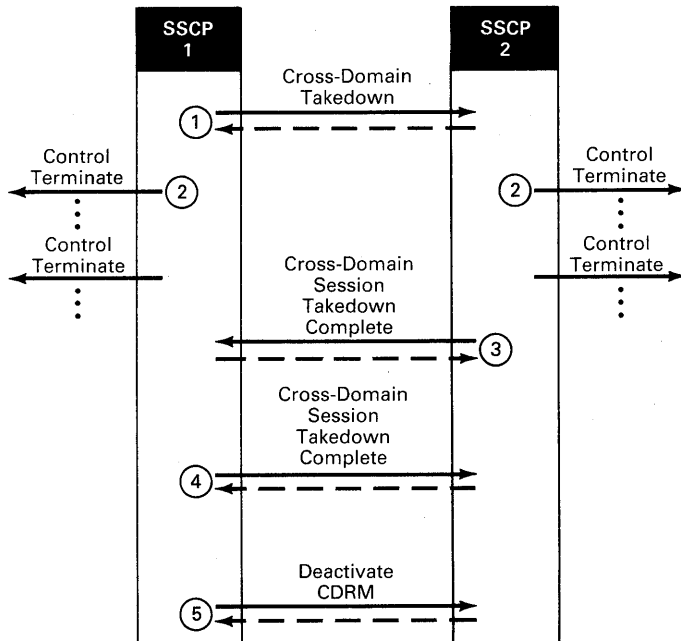 SSCP
1
SSCP
2
Cross-Domain
Takedown
1
Control
Terminate
2
2
Control
Terminate
Control
Terminate
Control
Terminate
Cross-Domain
Session
Takedown
Complete
3
Cross-Domain
Session
Takedown
Complete
4
Deactivate
CDRM
5